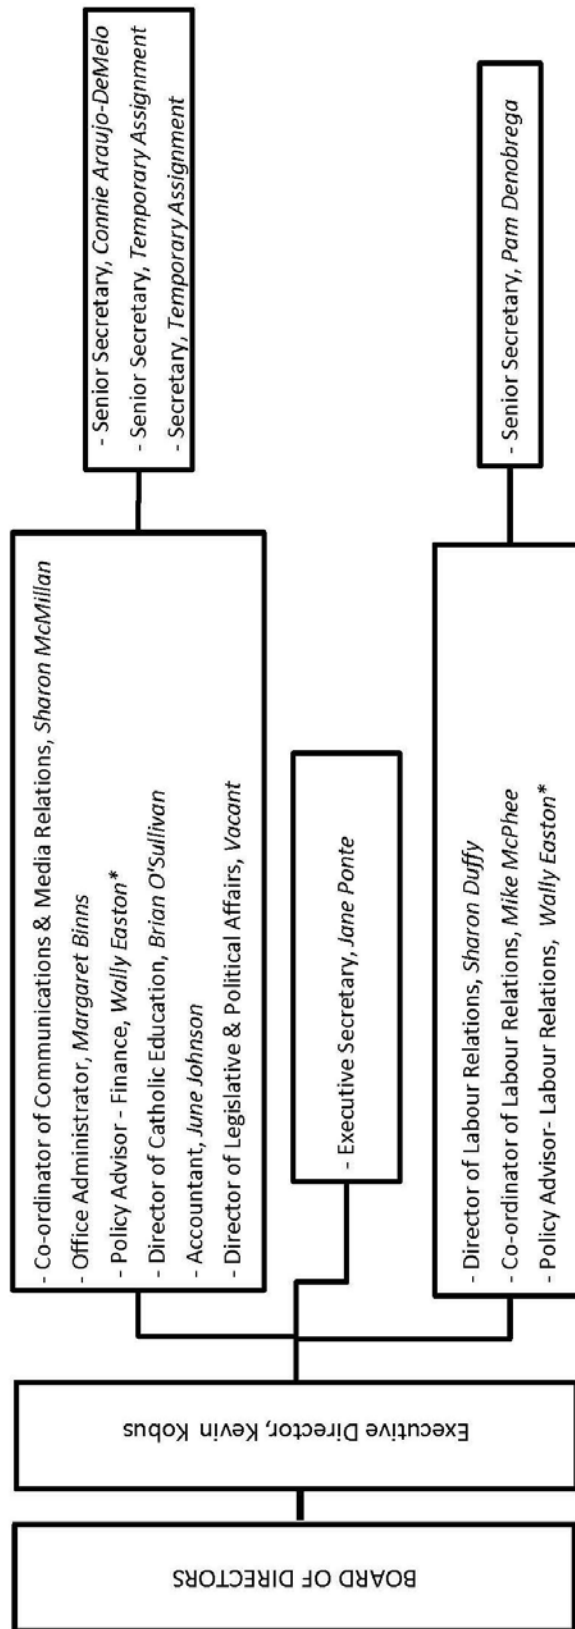 BOARD OF DIRECTORS
Executive Director, Kevin Kobus
- Co-ordinator of Communications & Media Relations, Sharon McMillan
- Office Administrator, Margaret Binns
- Policy Advisor - Finance, Wally Easton*
- Director of Catholic Education, Brian O'Sullivan
- Accountant, June Johnson
- Director of Legislative & Political Affairs, Vacant
- Executive Secretary, Jane Ponte
- Director of Labour Relations, Sharon Duffy
- Co-ordinator of Labour Relations, Mike McPhee
- Policy Advisor- Labour Relations, Wally Easton*
- Senior Secretary, Connie Araujo-DeMelo
- Senior Secretary, Temporary Assignment
- Secretary, Temporary Assignment
- Senior Secretary, Pam Denobrega